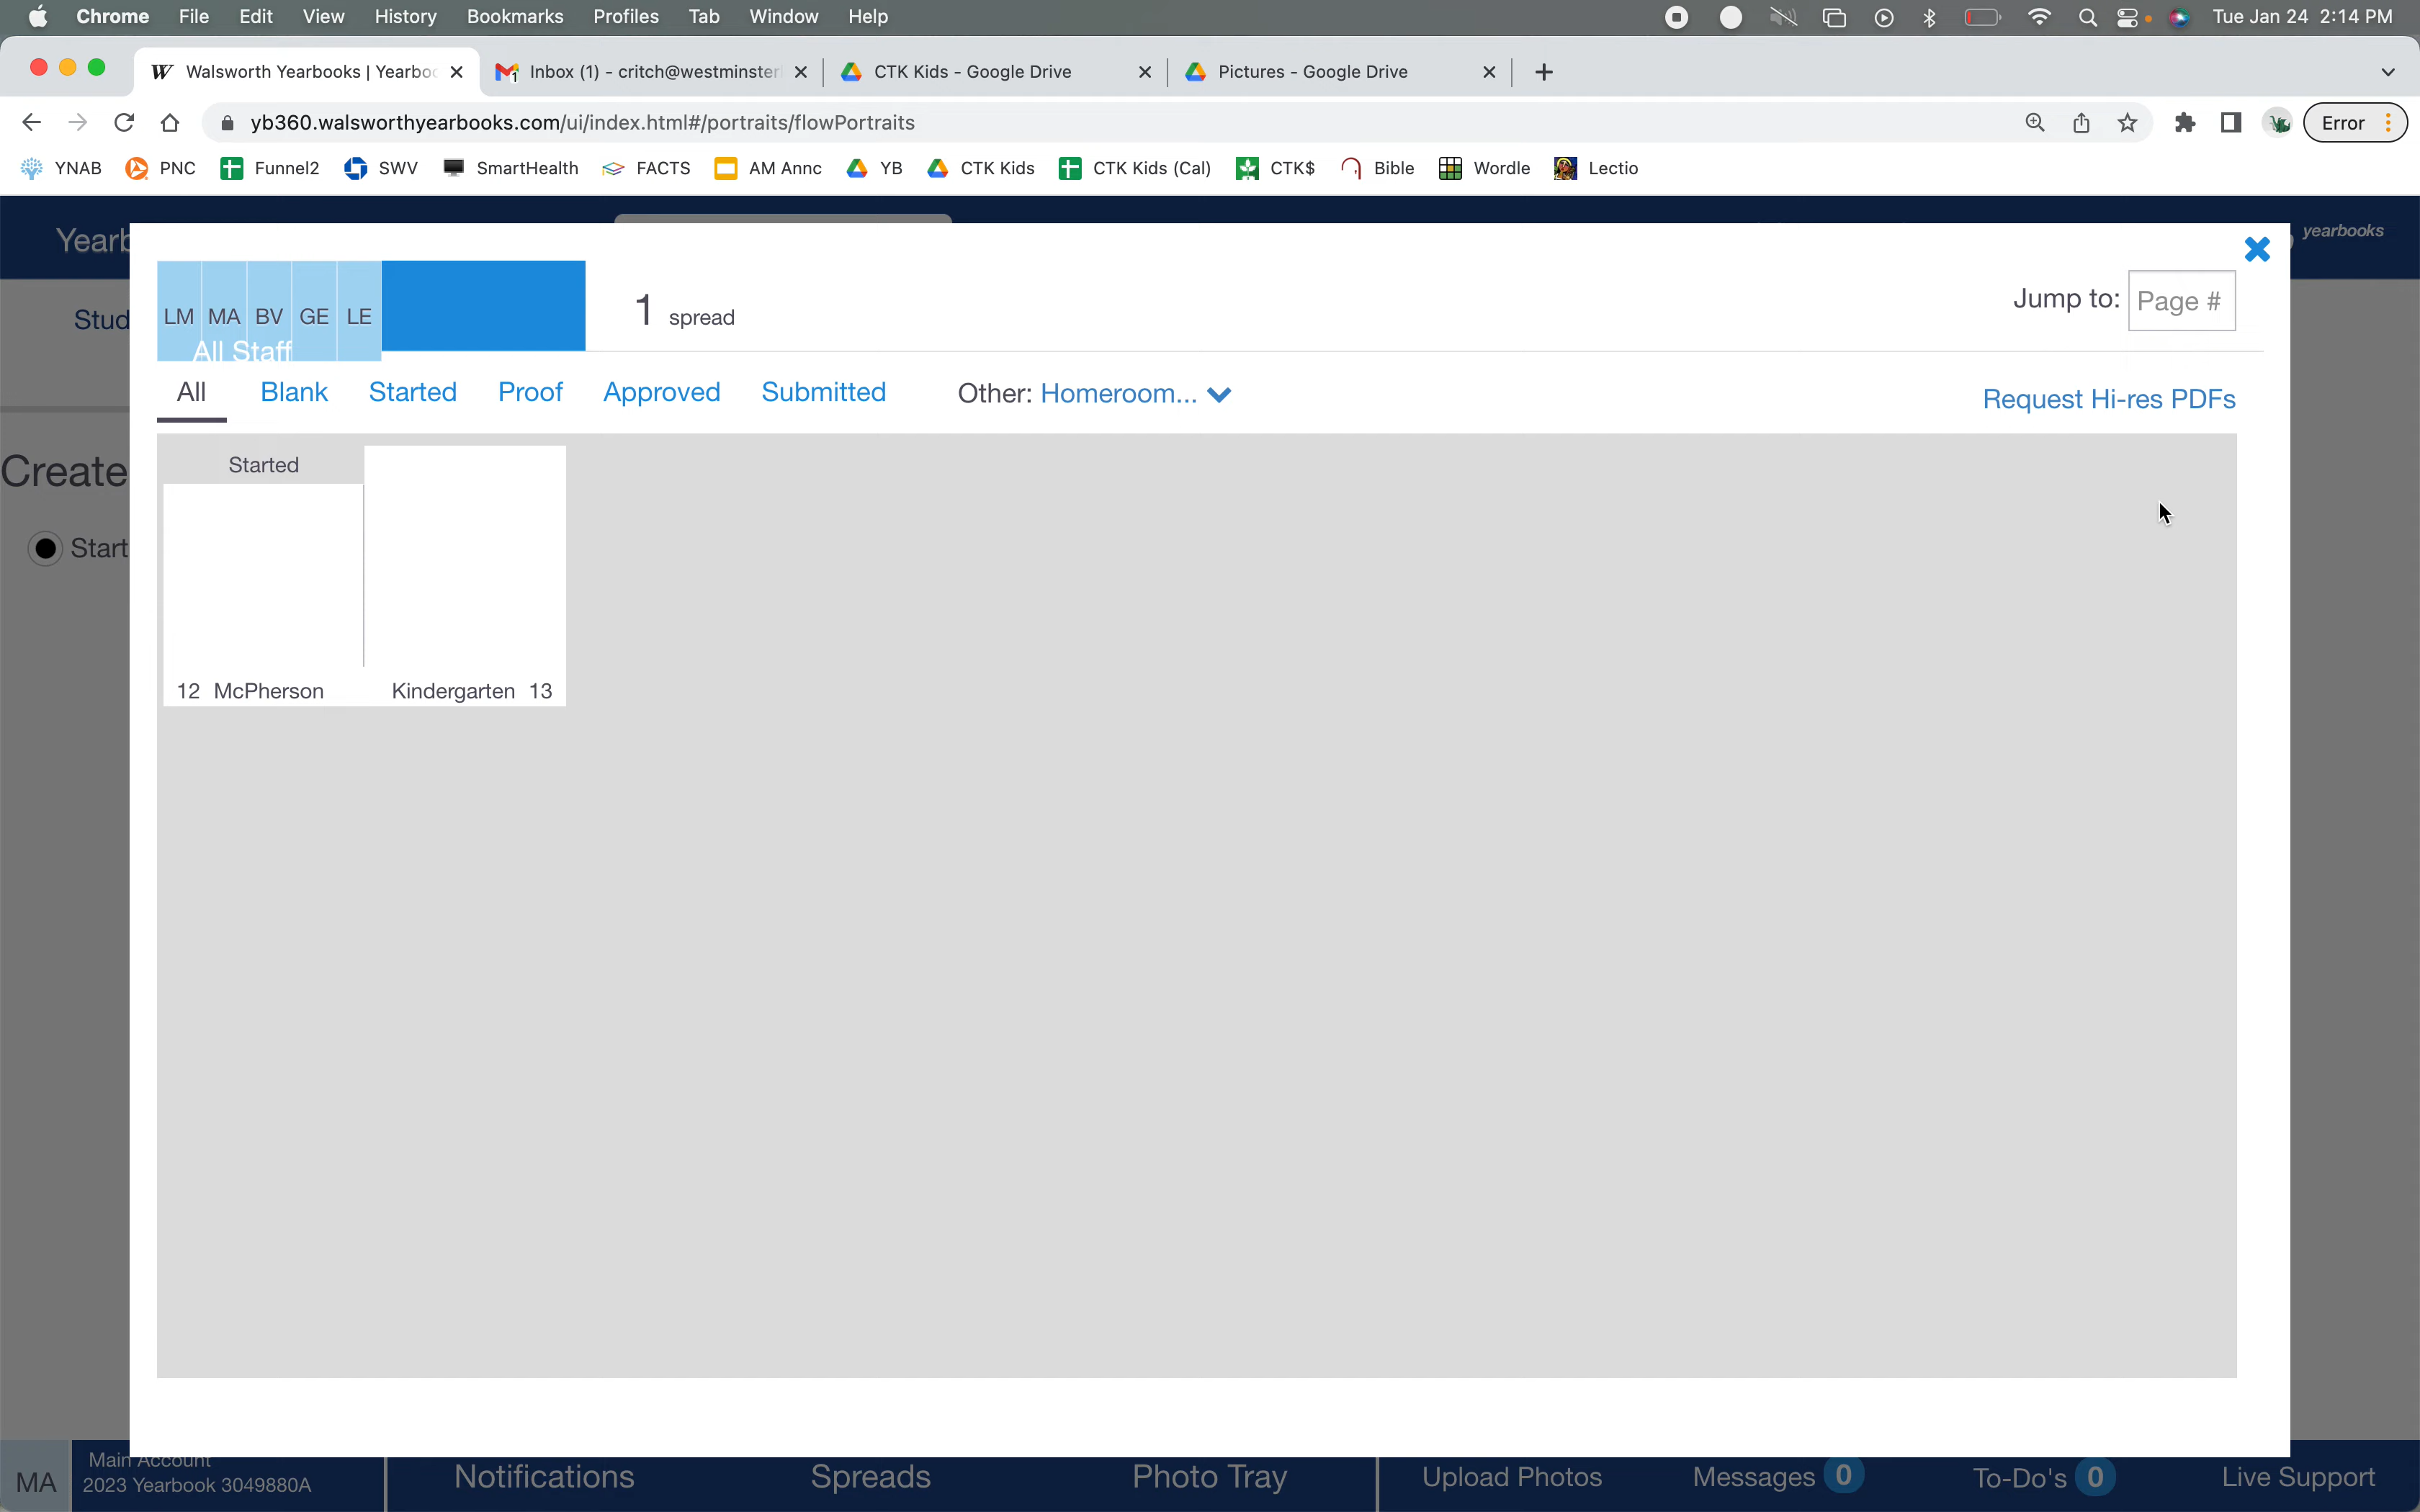 Chrome File Edit View History Bookmarks Profiles Tab Window Help Tue Jan 24 2:14 PM
W Walsworth Yearbooks | Yearboo Inbox (1) - critch@westminster CTK Kids - Google Drive Pictures - Google Drive
yb360.walsworthyearbooks.com/ui/index.html#/portraits/flowPortraits Error
YNAB PNC Funnel2 SWV SmartHealth FACTS AM Annc YB CTK Kids CTK Kids (Cal) CTK$ Bible Wordle Lectio
Yearb yearbooks
LM MA BV GE LE 1 spread Jump to: Page #
Stud
All Staff
All Blank Started Proof Approved Submitted Other: Homeroom... Request Hi-res PDFs
Started
Create
Start
12 McPherson Kindergarten 13
MA Main Account
2023 Yearbook 3049880A
Notifications Spreads Photo Tray Upload Photos Messages 0 To-Do's 0 Live Support